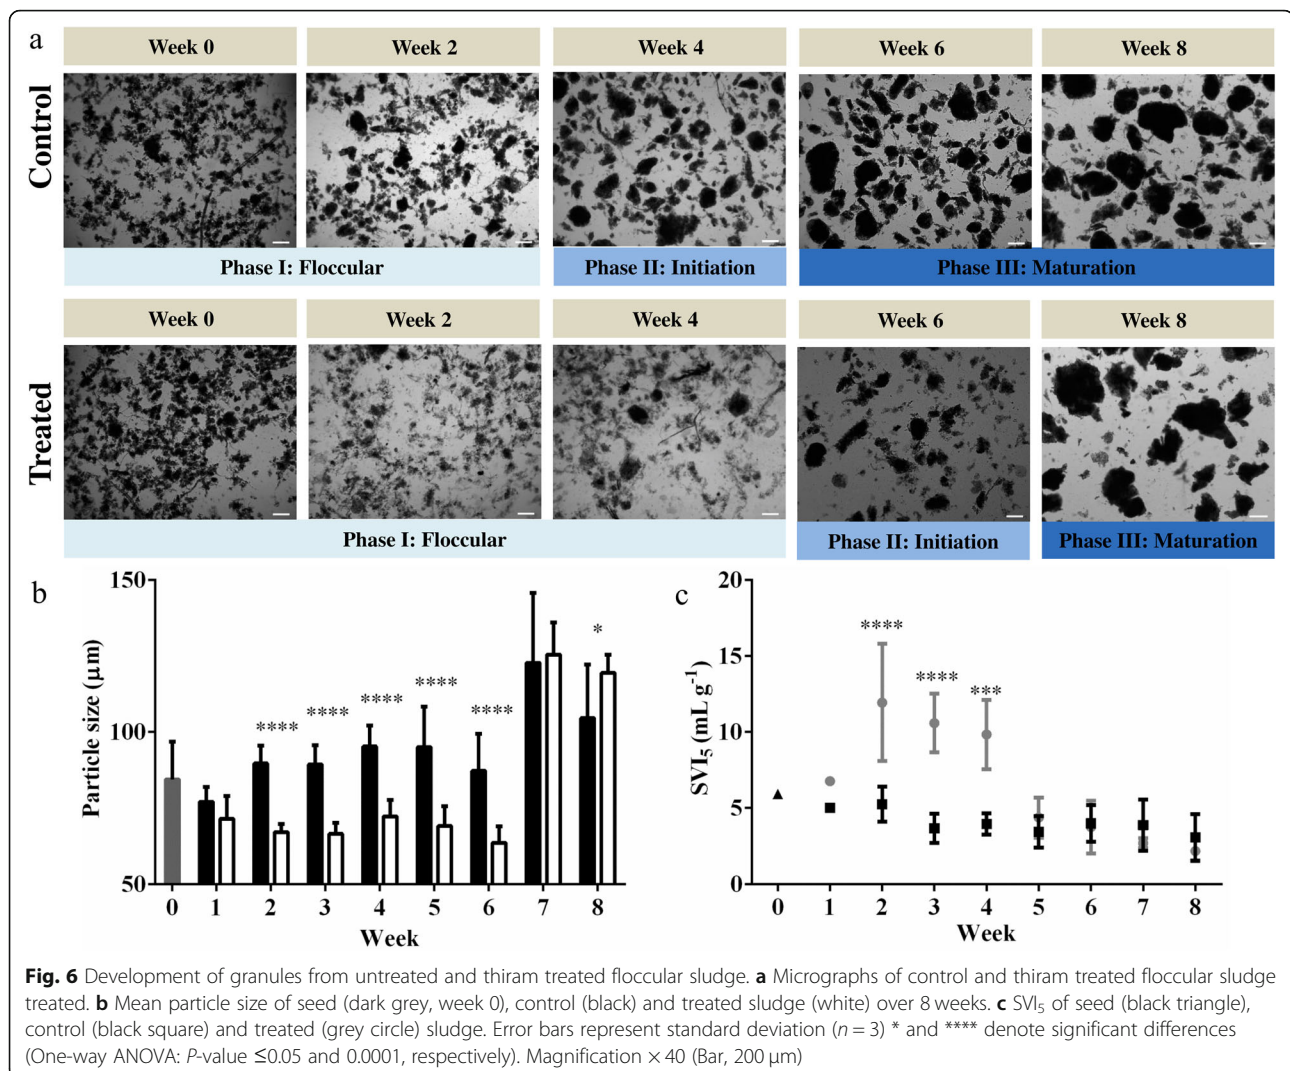 a
Week 0
Week 2
Week 4
Week 6
Week 8
Control
Phase I: Floccular
Phase II: Initiation
Phase III: Maturation
Week 0
Week 2
Week 4
Week 6
Week 8
Treated
Phase I: Floccular
Phase II: Initiation
Phase III: Maturation
b
150
100
50
Particle size (μm)
****
****
****
****
****
*
0 1 2 3 4 5 6 7 8
Week
c
20
15
10
5
0
SVI₅ (mL g⁻¹)
****
****
***
0 1 2 3 4 5 6 7 8
Week
Fig. 6 Development of granules from untreated and thiram treated floccular sludge. a Micrographs of control and thiram treated floccular sludge
treated. b Mean particle size of seed (dark grey, week 0), control (black) and treated sludge (white) over 8 weeks. c SVI₅ of seed (black triangle),
control (black square) and treated (grey circle) sludge. Error bars represent standard deviation (n = 3) * and **** denote significant differences
(One-way ANOVA: P-value ≤0.05 and 0.0001, respectively). Magnification × 40 (Bar, 200 μm)